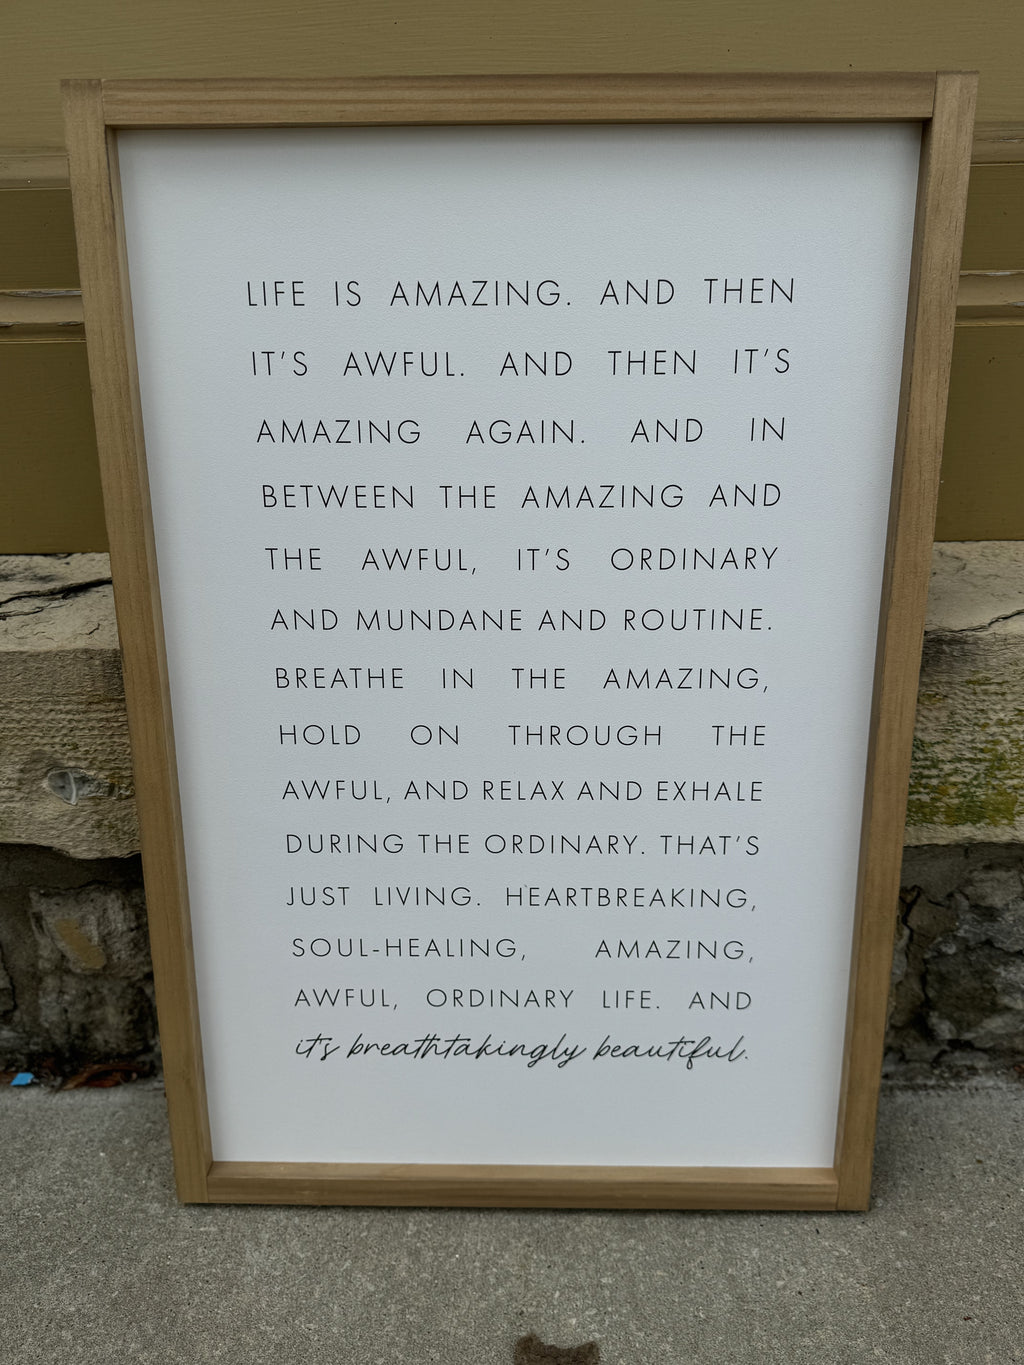 LIFE IS AMAZING. AND THEN
IT'S AWFUL. AND THEN IT'S
AMAZING AGAIN. AND IN
BETWEEN THE AMAZING AND
THE AWFUL, IT'S ORDINARY
AND MUNDANE AND ROUTINE.
BREATHE IN THE AMAZING,
HOLD ON THROUGH THE
AWFUL, AND RELAX AND EXHALE
DURING THE ORDINARY. THAT'S
JUST LIVING. HEARTBREAKING,
SOUL-HEALING, AMAZING,
AWFUL, ORDINARY LIFE. AND
it's breathtakingly beautiful.